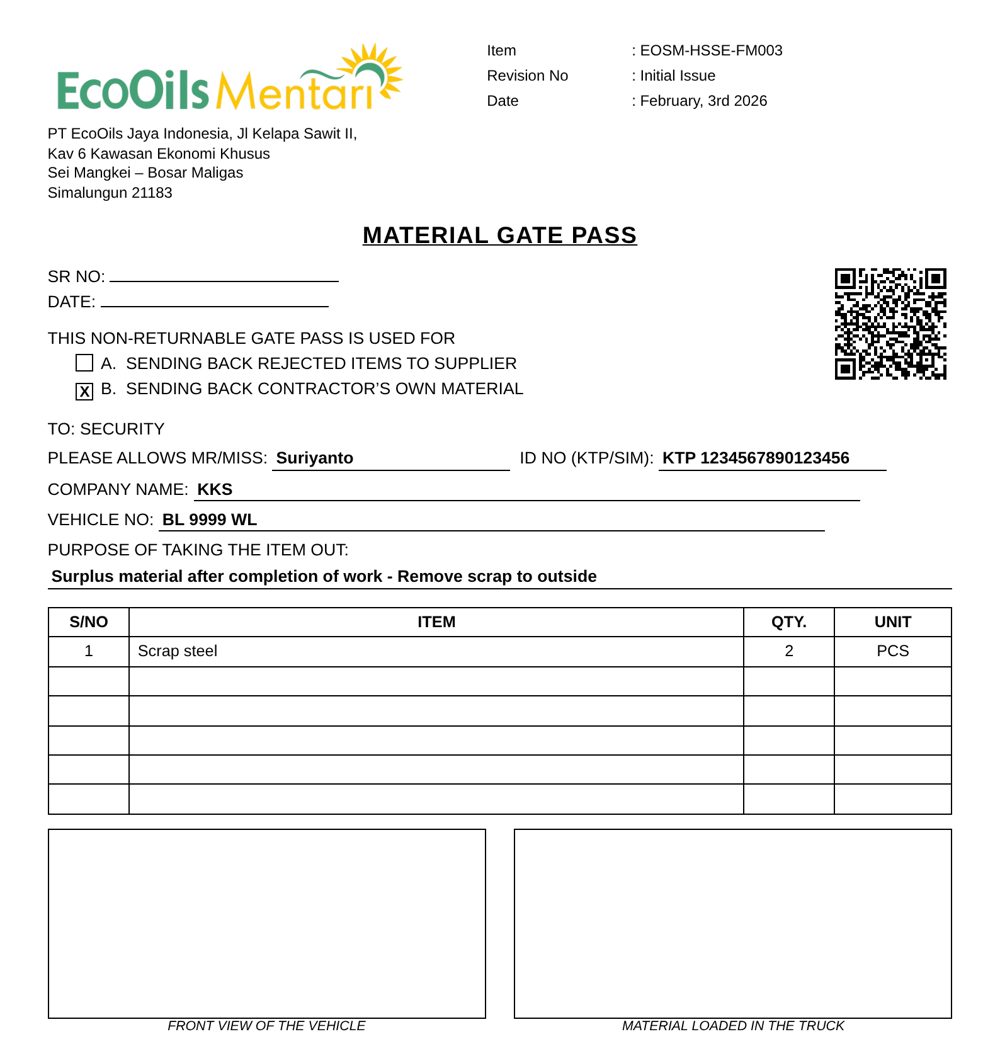 EcoOils Mentari
Item : EOSM-HSSE-FM003
Revision No : Initial Issue
Date : February, 3rd 2026
PT EcoOils Jaya Indonesia, Jl Kelapa Sawit II,
Kav 6 Kawasan Ekonomi Khusus
Sei Mangkei – Bosar Maligas
Simalungun 21183
MATERIAL GATE PASS
SR NO:
DATE:
THIS NON-RETURNABLE GATE PASS IS USED FOR
A. SENDING BACK REJECTED ITEMS TO SUPPLIER
X B. SENDING BACK CONTRACTOR’S OWN MATERIAL
TO: SECURITY
PLEASE ALLOWS MR/MISS: Suriyanto ID NO (KTP/SIM): KTP 1234567890123456
COMPANY NAME: KKS
VEHICLE NO: BL 9999 WL
PURPOSE OF TAKING THE ITEM OUT:
Surplus material after completion of work - Remove scrap to outside
S/NO ITEM QTY. UNIT
1 Scrap steel 2 PCS
FRONT VIEW OF THE VEHICLE MATERIAL LOADED IN THE TRUCK